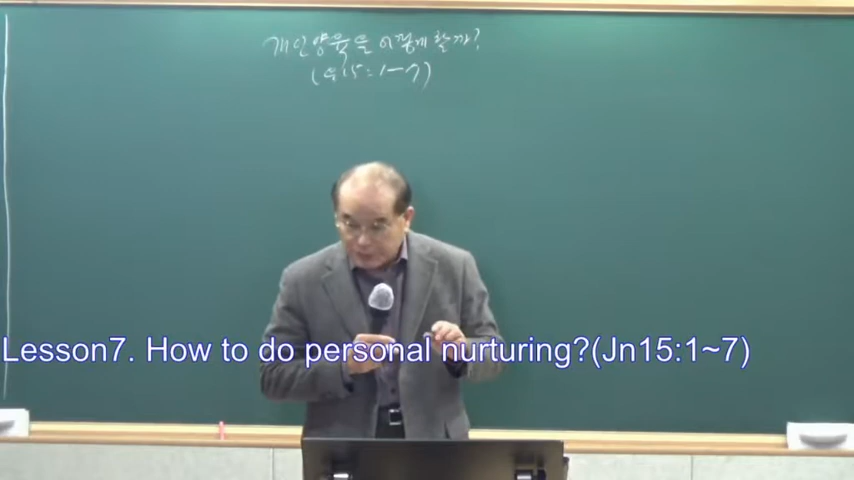 개인양육을 어떻게 할까?
(요15:1-7)
Lesson7. How to do personal nurturing?(Jn15:1~7)